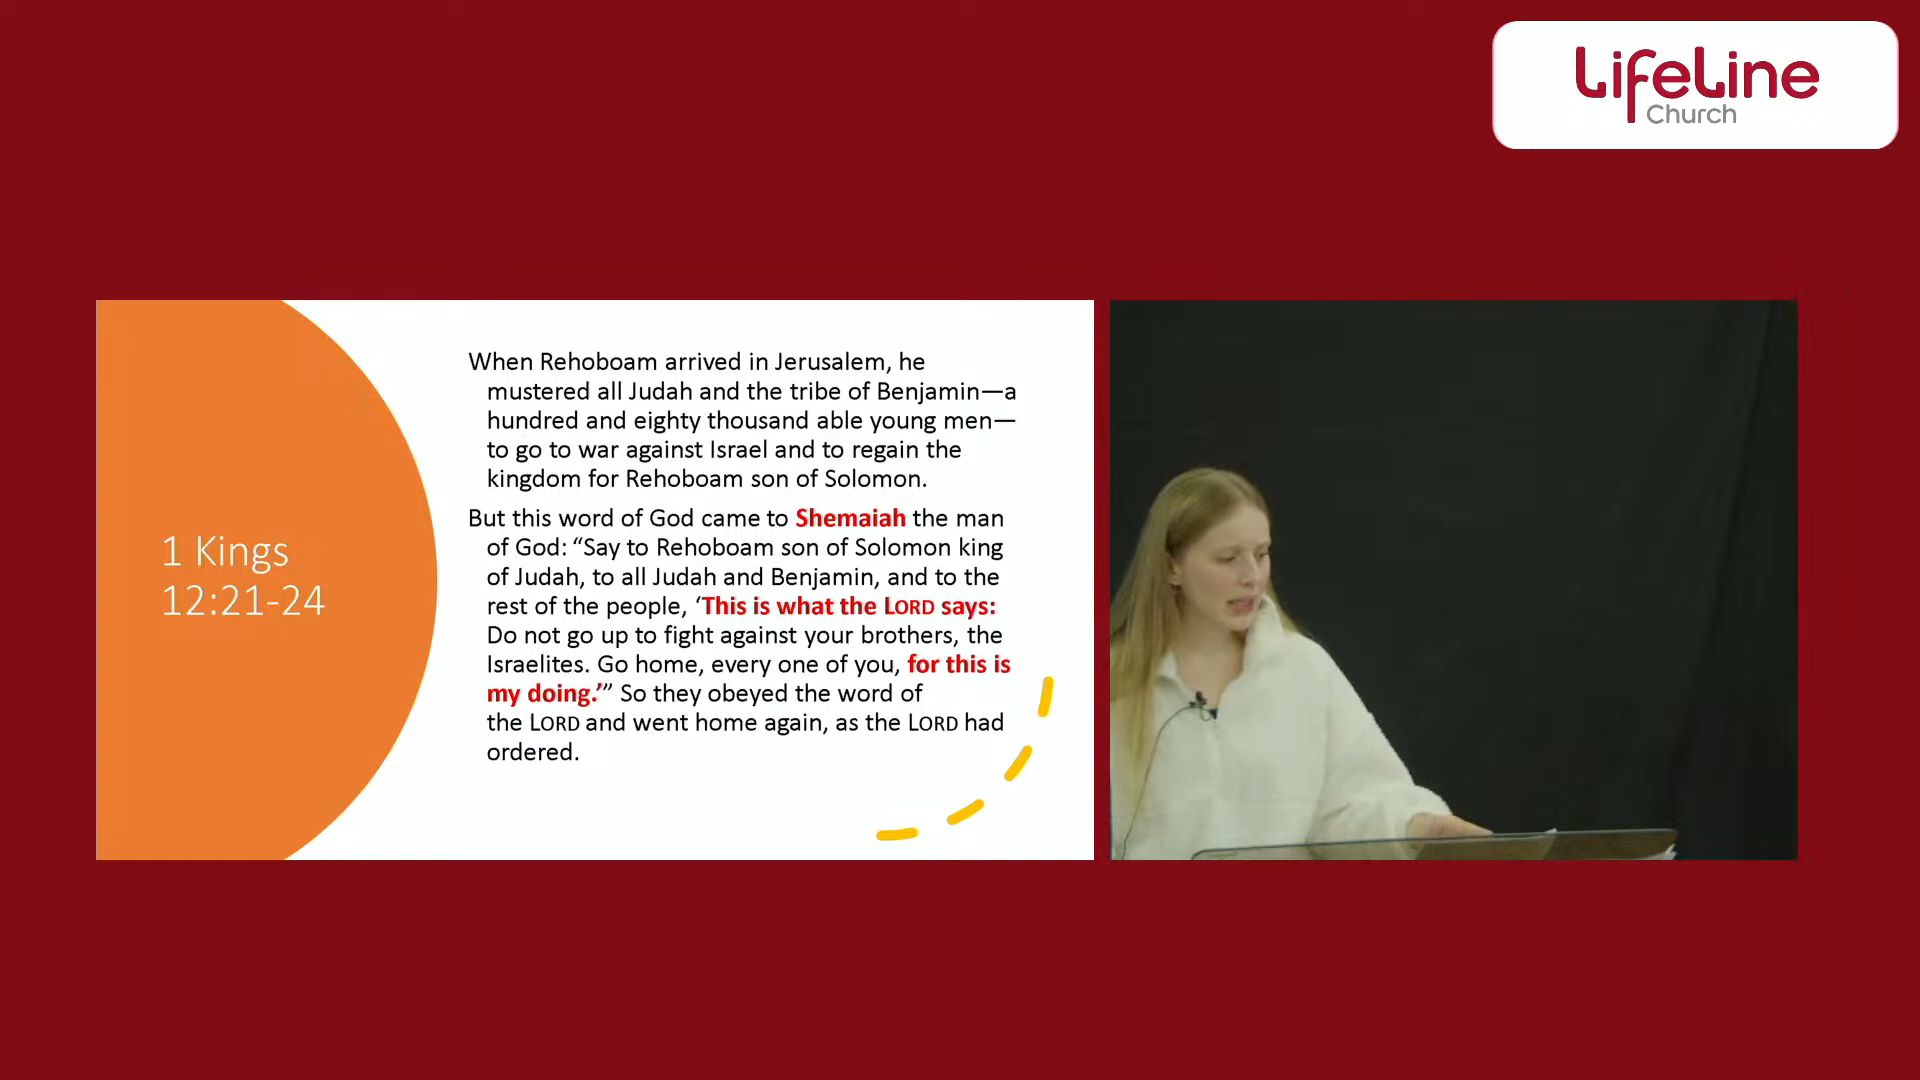 LifeLine
Church
1 Kings
12:21-24
When Rehoboam arrived in Jerusalem, he
mustered all Judah and the tribe of Benjamin—a
hundred and eighty thousand able young men—
to go to war against Israel and to regain the
kingdom for Rehoboam son of Solomon.
But this word of God came to Shemaiah the man
of God: “Say to Rehoboam son of Solomon king
of Judah, to all Judah and Benjamin, and to the
rest of the people, ‘This is what the LORD says:
Do not go up to fight against your brothers, the
Israelites. Go home, every one of you, for this is
my doing.’” So they obeyed the word of
the LORD and went home again, as the LORD had
ordered.